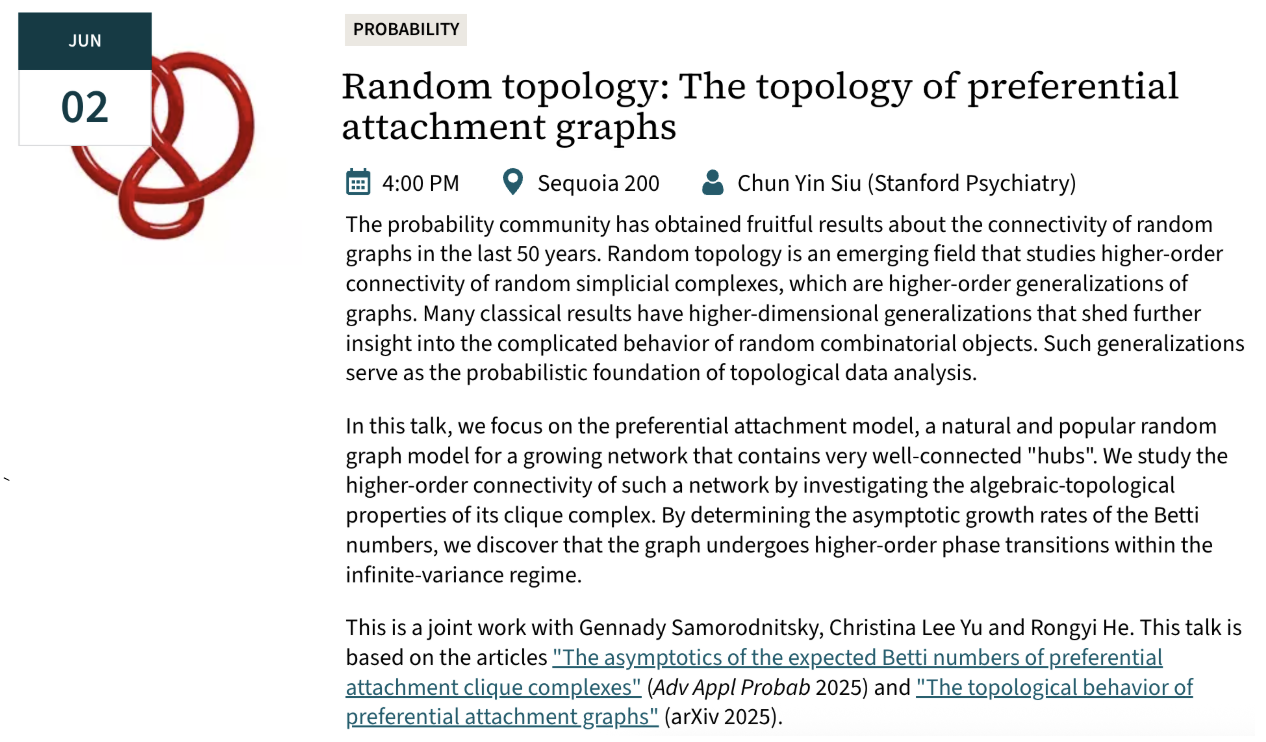 JUN
02
PROBABILITY
Random topology: The topology of preferential
attachment graphs
4:00 PM Sequoia 200 Chun Yin Siu (Stanford Psychiatry)
The probability community has obtained fruitful results about the connectivity of random
graphs in the last 50 years. Random topology is an emerging field that studies higher-order
connectivity of random simplicial complexes, which are higher-order generalizations of
graphs. Many classical results have higher-dimensional generalizations that shed further
insight into the complicated behavior of random combinatorial objects. Such generalizations
serve as the probabilistic foundation of topological data analysis.
In this talk, we focus on the preferential attachment model, a natural and popular random
graph model for a growing network that contains very well-connected "hubs". We study the
higher-order connectivity of such a network by investigating the algebraic-topological
properties of its clique complex. By determining the asymptotic growth rates of the Betti
numbers, we discover that the graph undergoes higher-order phase transitions within the
infinite-variance regime.
This is a joint work with Gennady Samorodnitsky, Christina Lee Yu and Rongyi He. This talk is
based on the articles "The asymptotics of the expected Betti numbers of preferential
attachment clique complexes" (Adv Appl Probab 2025) and "The topological behavior of
preferential attachment graphs" (arXiv 2025).